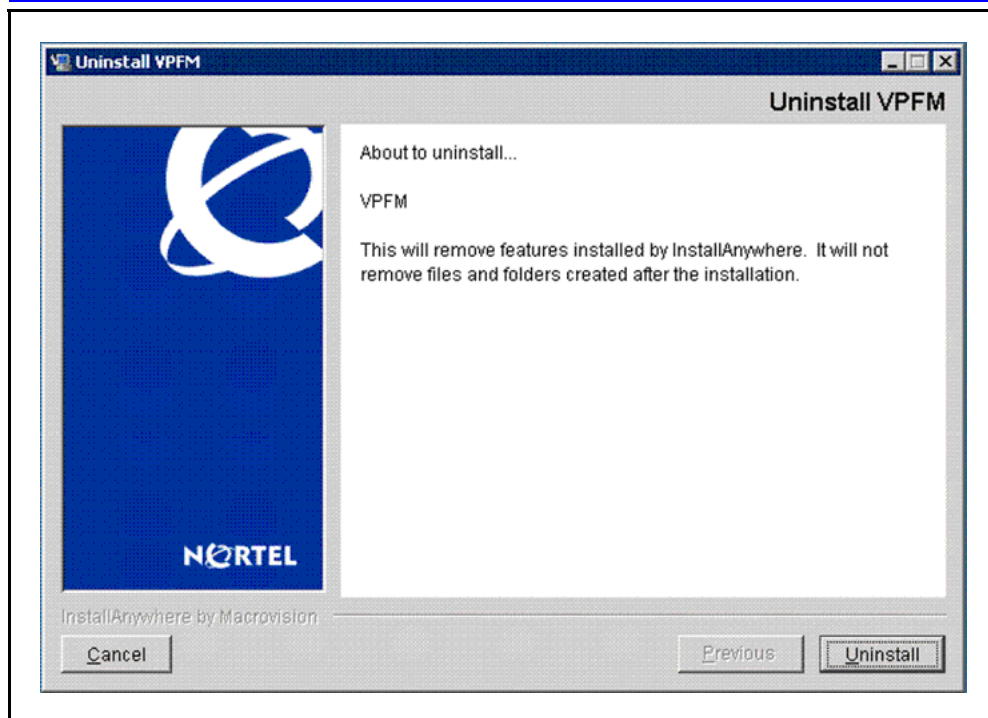 Uninstall VPFM
Uninstall VPFM
About to uninstall...
VPFM
This will remove features installed by InstallAnywhere. It will not
remove files and folders created after the installation.
NORTEL
InstallAnywhere by Macrovision
Cancel
Previous
Uninstall